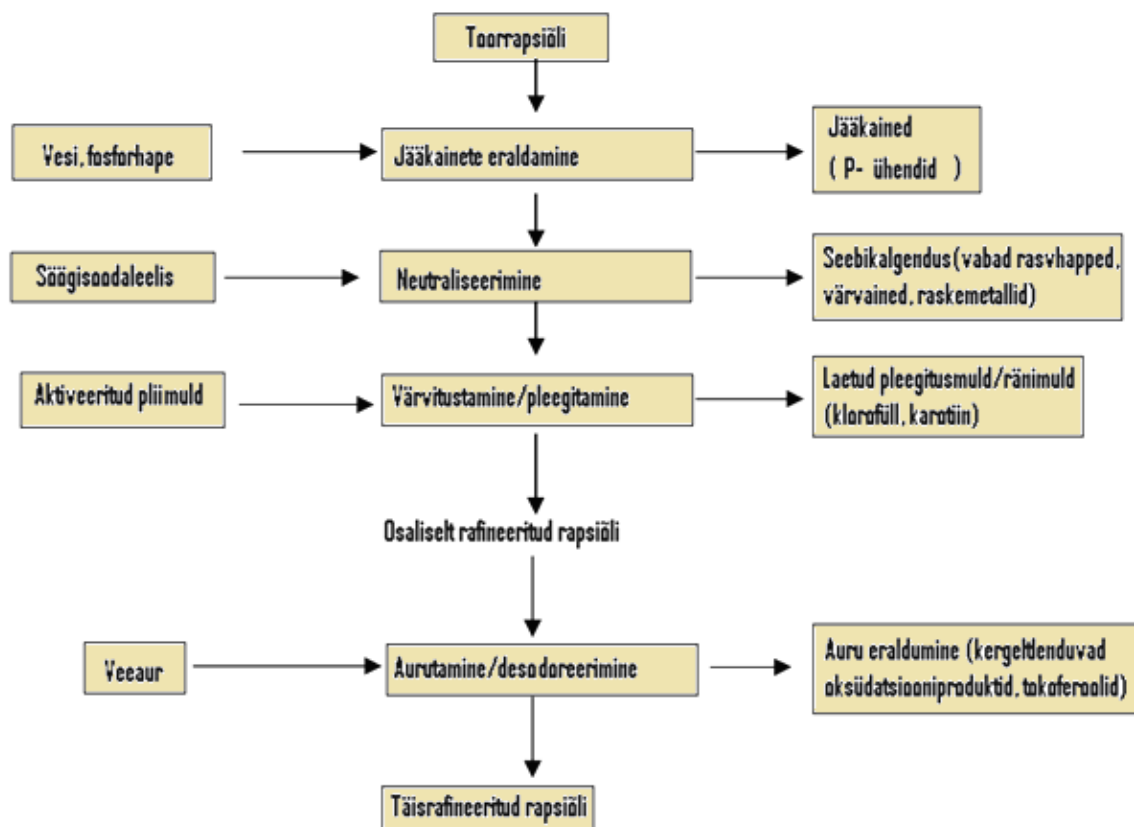 Toorrapsiõli
Vesi, fosforhape
Jääkainete eraldamine
Jääkained
( P- ühendid )
Söögisoodaleelis
Neutraliseerimine
Seebikalgendus(vabad rasvhapped,
värvained, raskemetallid)
Aktiveeritud pliimuld
Värvitustamine/pleegitamine
Laetud pleegitusmuld/ränimuld
(klorofüll, karotiin)
Osaliselt rafineeritud rapsiõli
Veeaur
Aurutamine/desodoreerimine
Auru eraldumine (kergeltlenduvad
oksüdatsiooniproduktid, tokoferoolid)
Täisrafineeritud rapsiõli